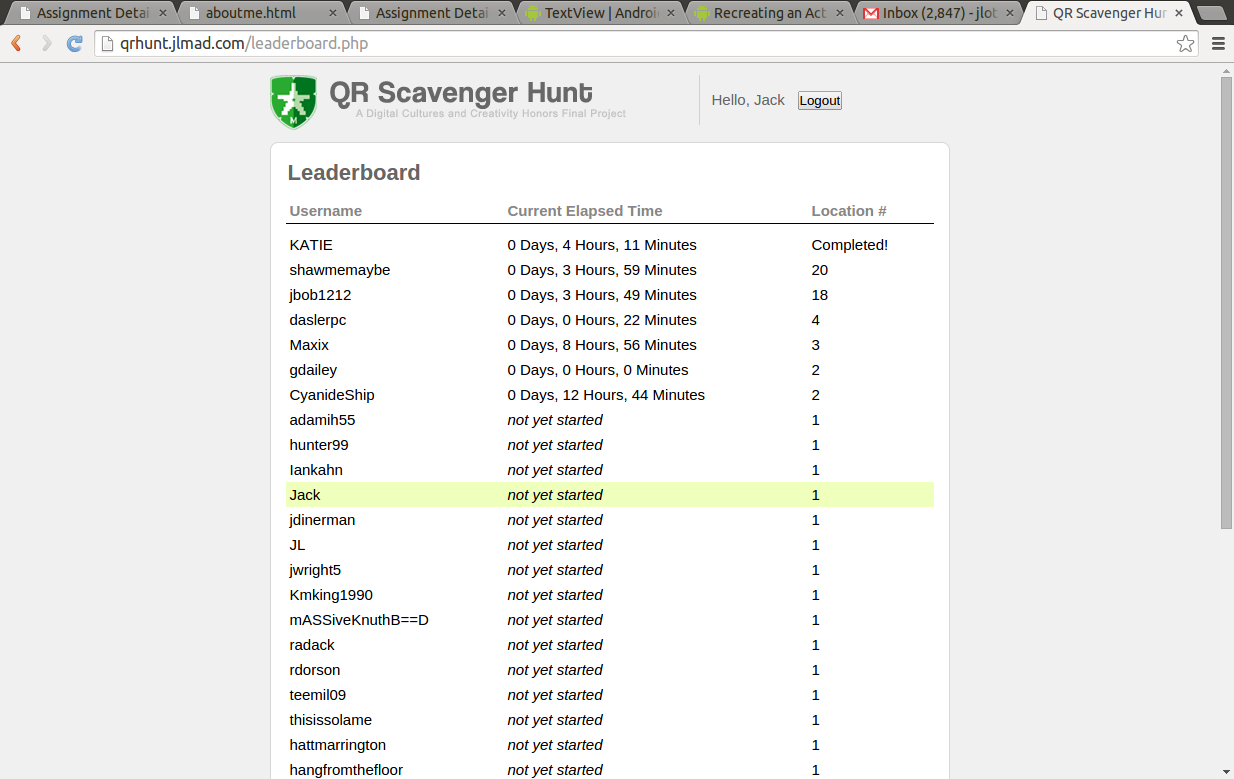 Assignment Detai aboutme.html Assignment Detai TextView | Androi Recreating an Act Inbox (2,847) - jlot QR Scavenger Hur
qrhunt.jlmad.com/leaderboard.php
QR Scavenger Hunt
A Digital Cultures and Creativity Honors Final Project
M
Hello, Jack Logout
Leaderboard
Username Current Elapsed Time Location #
KATIE 0 Days, 4 Hours, 11 Minutes Completed!
shawmemaybe 0 Days, 3 Hours, 59 Minutes 20
jbob1212 0 Days, 3 Hours, 49 Minutes 18
daslerpc 0 Days, 0 Hours, 22 Minutes 4
Maxix 0 Days, 8 Hours, 56 Minutes 3
gdailey 0 Days, 0 Hours, 0 Minutes 2
CyanideShip 0 Days, 12 Hours, 44 Minutes 2
adamih55 not yet started 1
hunter99 not yet started 1
Iankahn not yet started 1
Jack not yet started 1
jdinerman not yet started 1
JL not yet started 1
jwright5 not yet started 1
Kmking1990 not yet started 1
mASSiveKnuthB==D not yet started 1
radack not yet started 1
rdorson not yet started 1
teemil09 not yet started 1
thisissolame not yet started 1
hattmarrington not yet started 1
hangfromthefloor not yet started 1